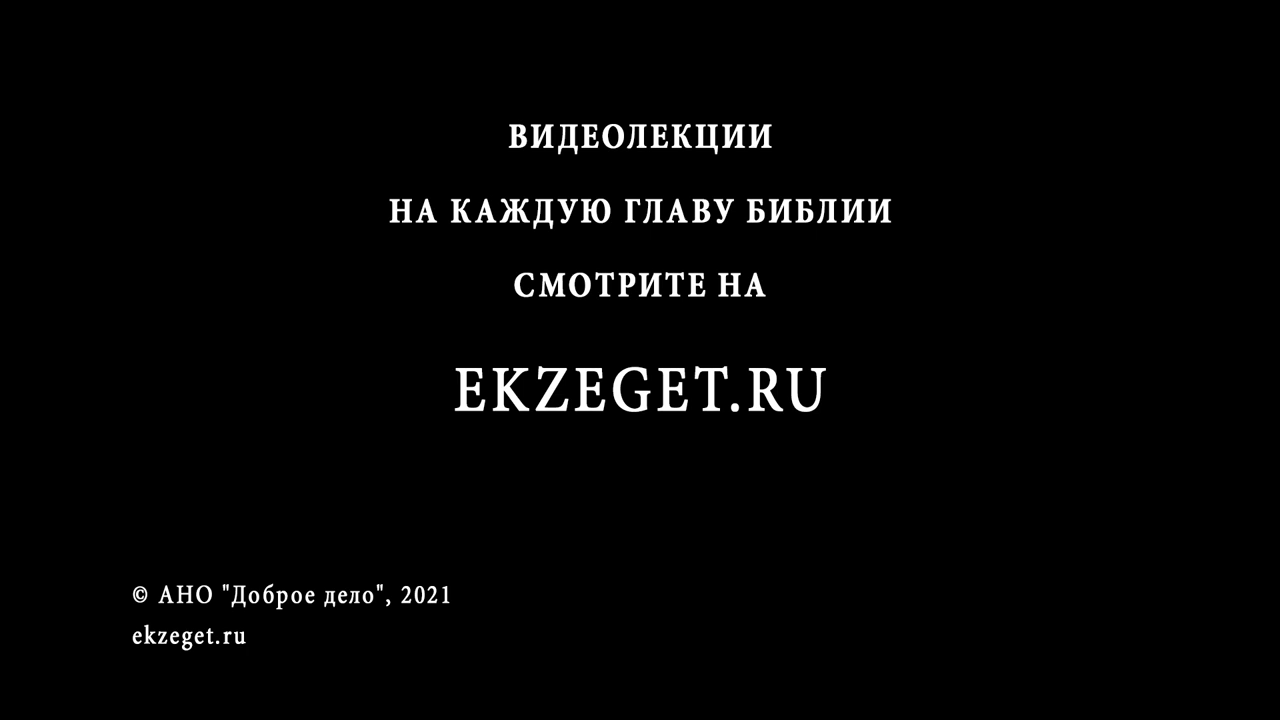 ВИДЕОЛЕКЦИИ
НА КАЖДУЮ ГЛАВУ БИБЛИИ
СМОТРИТЕ НА
EKZEGET.RU
© АНО "Доброе дело", 2021
ekzeget.ru